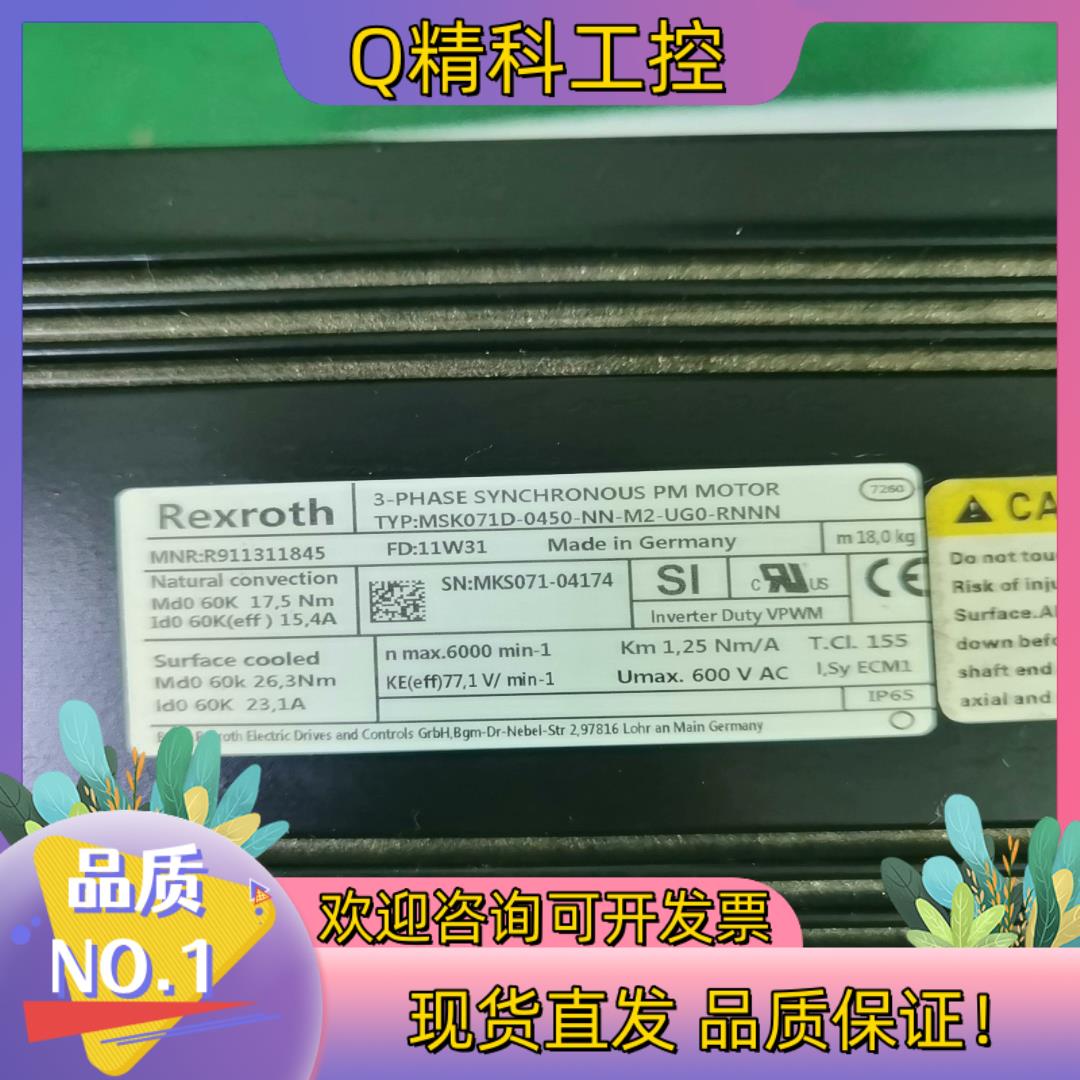 Q精科工控
Rexroth
3-PHASE SYNCHRONOUS PM MOTOR
TYP:MSK071D-0450-NN-M2-UG0-RNNN
7260
MNR:R911311845
FD:11W31
Made in Germany
m 18,0 kg
Natural convection
Md0 60K 17,5 Nm
Id0 60K(eff ) 15,4A
SN:MKS071-04174
SI
c RU US
CE
Inverter Duty VPWM
Surface cooled
Md0 60k 26,3Nm
Id0 60K 23,1A
n max.6000 min-1
Km 1,25 Nm/A
T.Cl. 155
KE(eff)77,1 V/ min-1
Umax. 600 V AC
I,Sy ECM1
IP65
Electric Drives and Controls GrbH,Bgm-Dr-Nebel-Str 2,97816 Lohr an Main Germany
CA
Do not tou
Risk of inju
Surface.Al
down befo
shaft end
axial and
品质
NO.1
欢迎咨询可开发票
现货直发 品质保证!